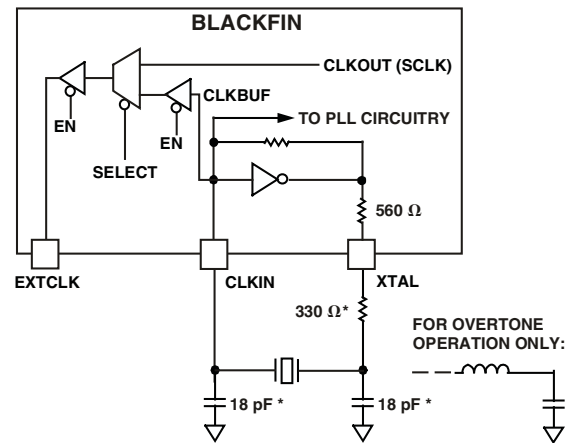 BLACKFIN
CLKOUT (SCLK)
CLKBUF
TO PLL CIRCUITRY
EN
EN
SELECT
560 Ω
EXTCLK
CLKIN
XTAL
330 Ω*
FOR OVERTONE
OPERATION ONLY:
18 pF *
18 pF *